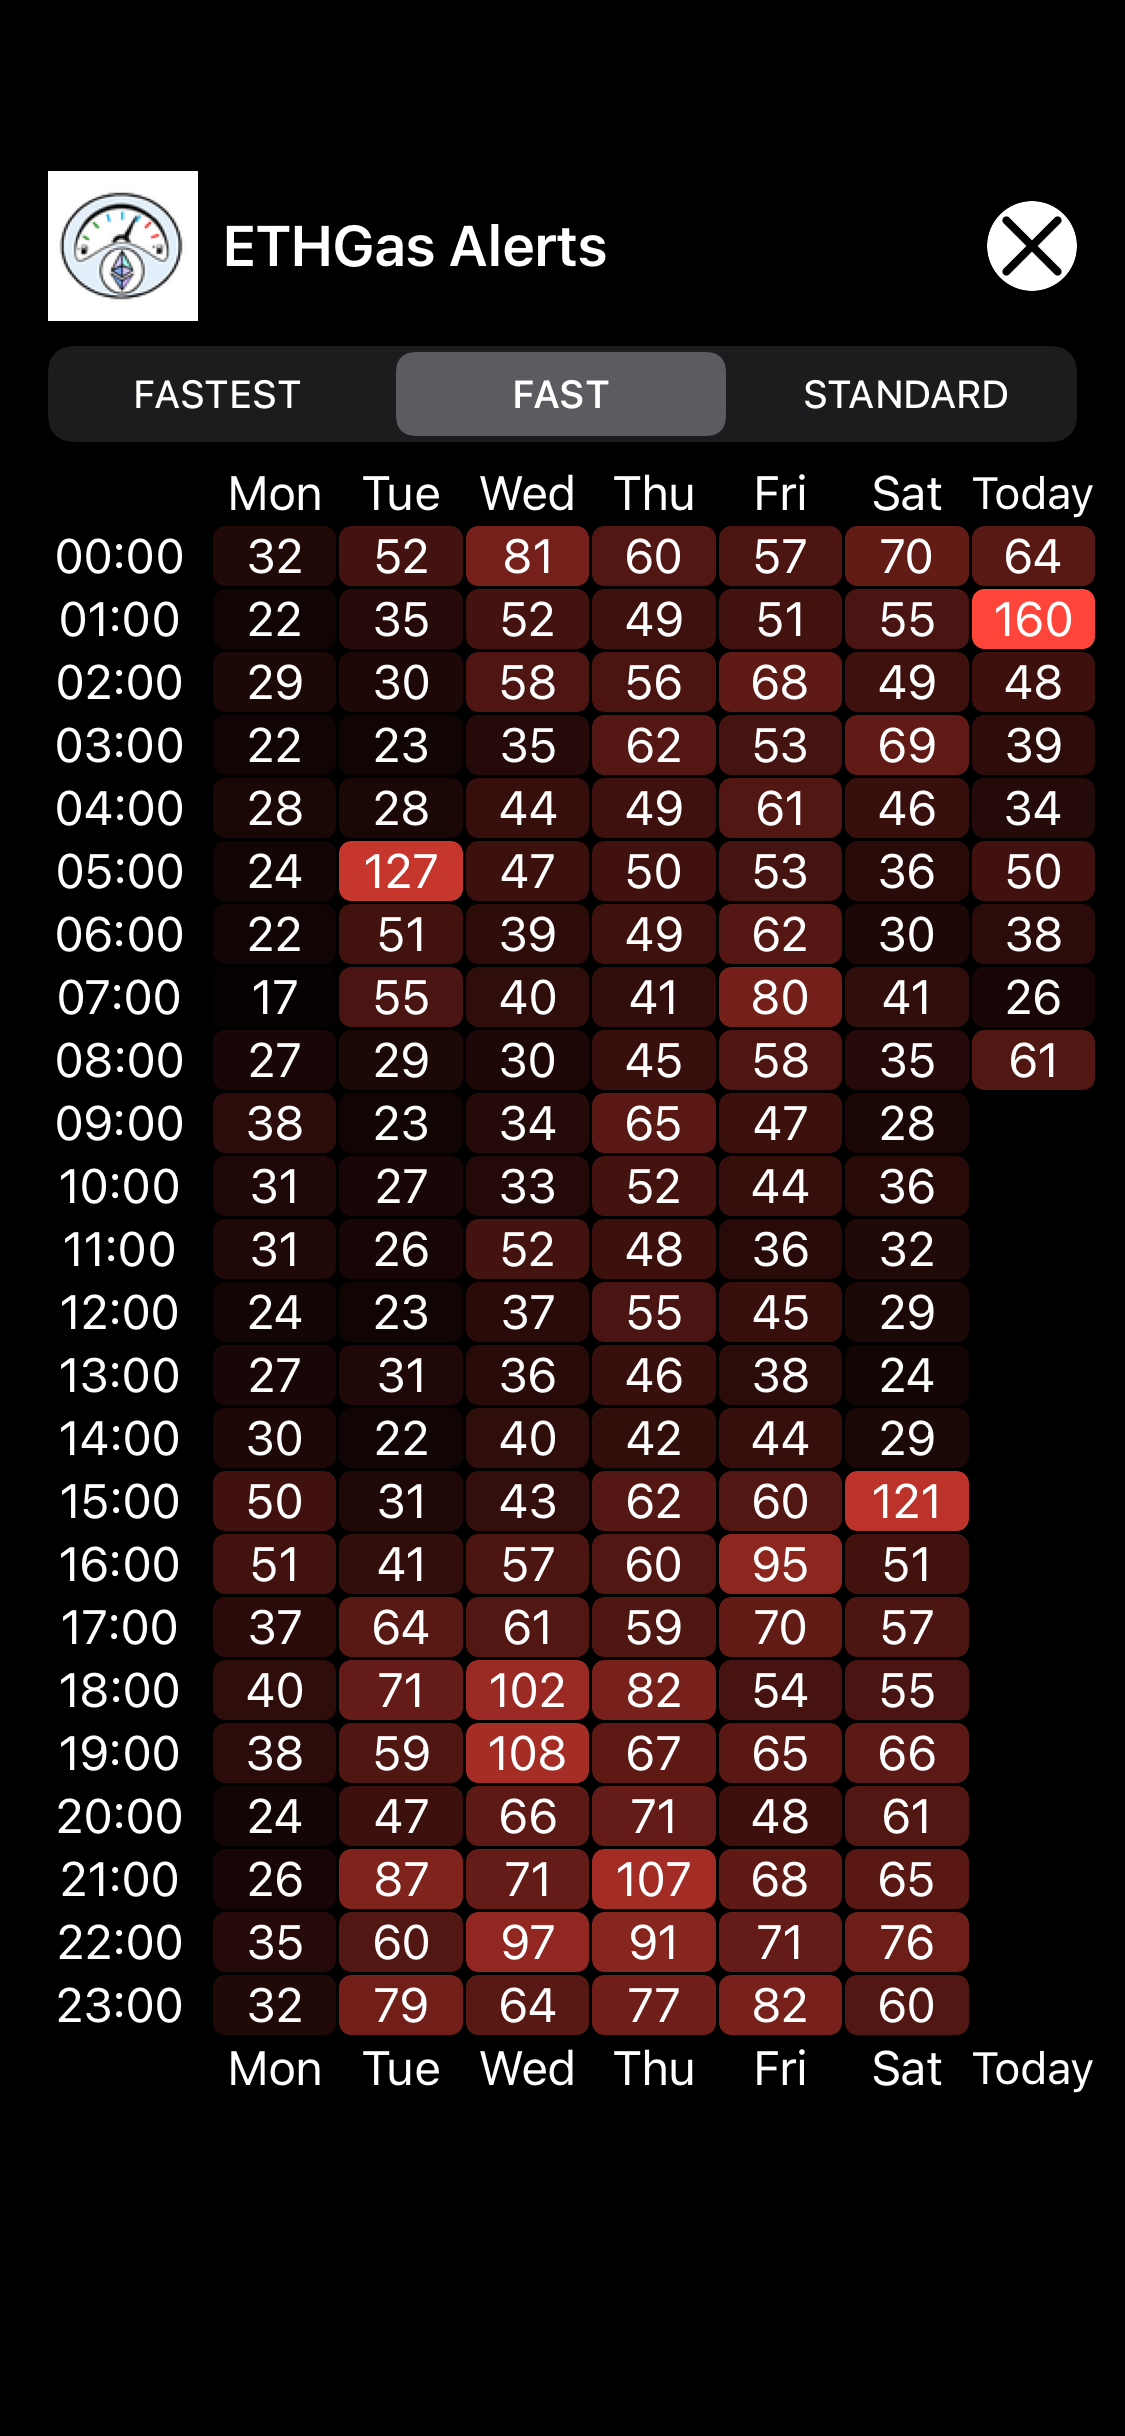 ETHGas Alerts
FASTEST FAST STANDARD
Mon Tue Wed Thu Fri Sat Today
00:00 32 52 81 60 57 70 64
01:00 22 35 52 49 51 55 160
02:00 29 30 58 56 68 49 48
03:00 22 23 35 62 53 69 39
04:00 28 28 44 49 61 46 34
05:00 24 127 47 50 53 36 50
06:00 22 51 39 49 62 30 38
07:00 17 55 40 41 80 41 26
08:00 27 29 30 45 58 35 61
09:00 38 23 34 65 47 28
10:00 31 27 33 52 44 36
11:00 31 26 52 48 36 32
12:00 24 23 37 55 45 29
13:00 27 31 36 46 38 24
14:00 30 22 40 42 44 29
15:00 50 31 43 62 60 121
16:00 51 41 57 60 95 51
17:00 37 64 61 59 70 57
18:00 40 71 102 82 54 55
19:00 38 59 108 67 65 66
20:00 24 47 66 71 48 61
21:00 26 87 71 107 68 65
22:00 35 60 97 91 71 76
23:00 32 79 64 77 82 60
Mon Tue Wed Thu Fri Sat Today